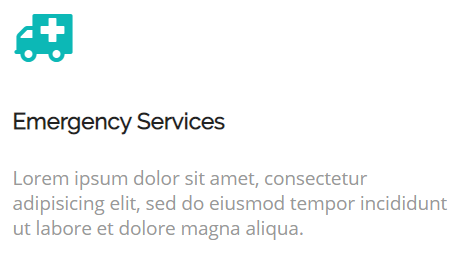 Emergency Services
Lorem ipsum dolor sit amet, consectetur
adipisicing elit, sed do eiusmod tempor incididunt
ut labore et dolore magna aliqua.